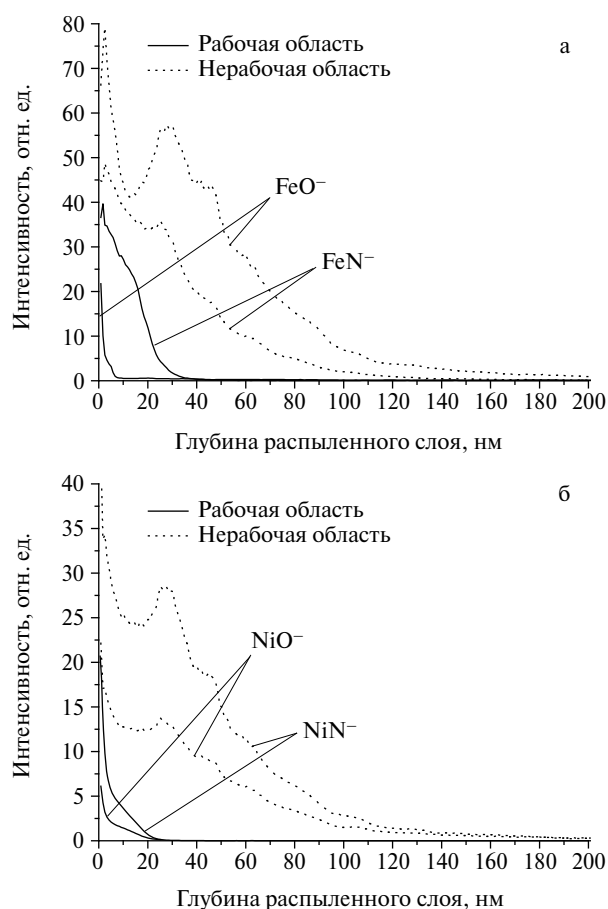 80
Рабочая область
а
70
Нерабочая область
60
50
40
FeO⁻
30
FeN⁻
20
10
0
0 20 40 60 80 100 120 140 160 180 200
Интенсивность, отн. ед.
Глубина распыленного слоя, нм
40
б
Рабочая область
35
Нерабочая область
30
25
NiO⁻
20
15
NiN⁻
10
5
0
0 20 40 60 80 100 120 140 160 180 200
Интенсивность, отн. ед.
Глубина распыленного слоя, нм